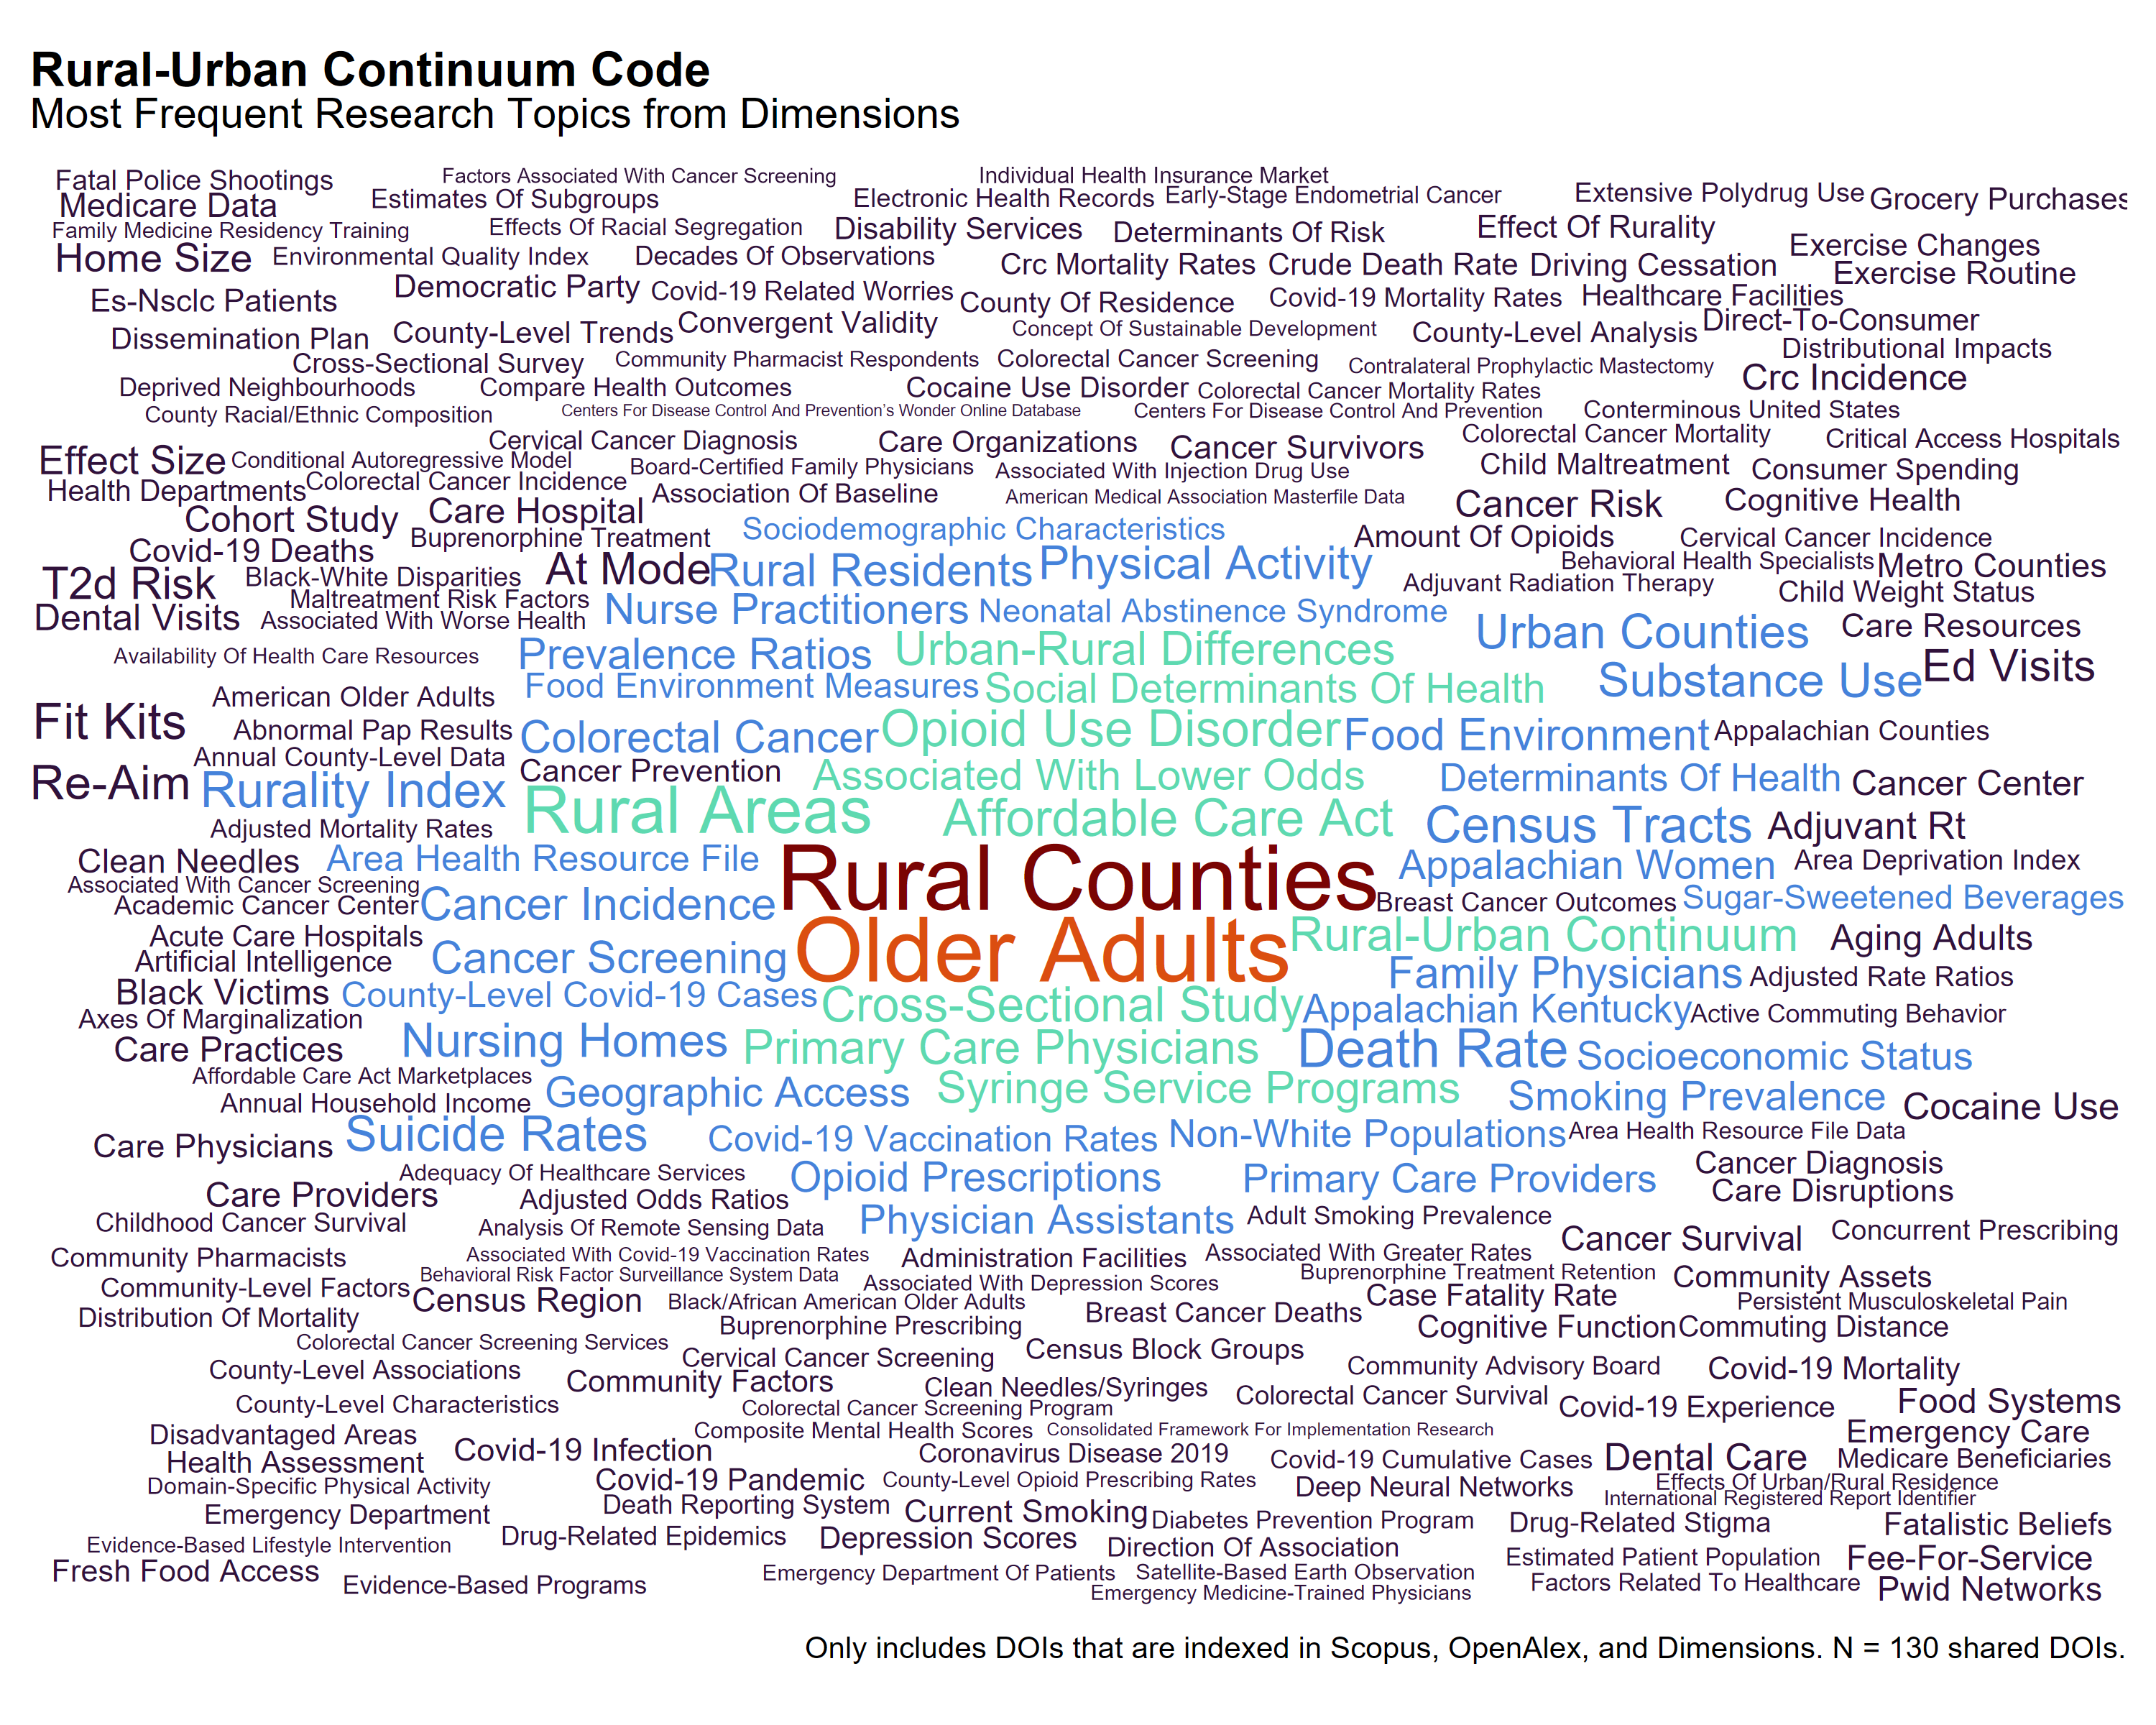 Rural-Urban Continuum Code
Most Frequent Research Topics from Dimensions
Factors Associated With Cancer Screening Individual Health Insurance Market
Fatal Police Shootings Estimates Of Subgroups Electronic Health Records Early-Stage Endometrial Cancer Extensive Polydrug Use Grocery Purchases
Medicare Data
Family Medicine Residency Training Effects Of Racial Segregation Disability Services Determinants Of Risk Effect Of Rurality
Home Size Environmental Quality Index Decades Of Observations Crc Mortality Rates Crude Death Rate Driving Cessation Exercise Changes
Exercise Routine
Es-Nsclc Patients Democratic Party Covid-19 Related Worries County Of Residence Covid-19 Mortality Rates Healthcare Facilities
Dissemination Plan County-Level Trends Convergent Validity Concept Of Sustainable Development County-Level Analysis Direct-To-Consumer
Distributional Impacts
Cross-Sectional Survey Community Pharmacist Respondents Colorectal Cancer Screening Contralateral Prophylactic Mastectomy
Deprived Neighbourhoods Compare Health Outcomes Cocaine Use Disorder Colorectal Cancer Mortality Rates Crc Incidence
County Racial/Ethnic Composition Centers For Disease Control And Prevention’s Wonder Online Database Centers For Disease Control And Prevention Conterminous United States
Cervical Cancer Diagnosis Care Organizations Cancer Survivors Colorectal Cancer Mortality Critical Access Hospitals
Effect Size Conditional Autoregressive Model Board-Certified Family Physicians Associated With Injection Drug Use Child Maltreatment Consumer Spending
Health Departments Colorectal Cancer Incidence Association Of Baseline American Medical Association Masterfile Data Cancer Risk Cognitive Health
Cohort Study Care Hospital Sociodemographic Characteristics
Covid-19 Deaths Buprenorphine Treatment Amount Of Opioids Cervical Cancer Incidence
T2d Risk Black-White Disparities At Mode Rural Residents Physical Activity Behavioral Health Specialists Metro Counties
Maltreatment Risk Factors Adjuvant Radiation Therapy Child Weight Status
Dental Visits Associated With Worse Health Nurse Practitioners Neonatal Abstinence Syndrome Urban Counties Care Resources
Availability Of Health Care Resources Prevalence Ratios Urban-Rural Differences
American Older Adults Food Environment Measures Social Determinants Of Health Substance Use Ed Visits
Fit Kits Abnormal Pap Results Colorectal Cancer Opioid Use Disorder Food Environment Appalachian Counties
Annual County-Level Data
Re-Aim Rurality Index Cancer Prevention Associated With Lower Odds Determinants Of Health Cancer Center
Adjusted Mortality Rates Rural Areas Affordable Care Act Census Tracts Adjuvant Rt
Clean Needles Area Health Resource File Rural Counties Appalachian Women Area Deprivation Index
Associated With Cancer Screening
Academic Cancer Center Cancer Incidence Breast Cancer Outcomes Sugar-Sweetened Beverages
Acute Care Hospitals Older Adults Rural-Urban Continuum Aging Adults
Artificial Intelligence Cancer Screening Family Physicians Adjusted Rate Ratios
Black Victims County-Level Covid-19 Cases Cross-Sectional Study Appalachian Kentucky Active Commuting Behavior
Axes Of Marginalization
Care Practices Nursing Homes Primary Care Physicians Death Rate Socioeconomic Status
Affordable Care Act Marketplaces
Annual Household Income Geographic Access Syringe Service Programs Smoking Prevalence Cocaine Use
Care Physicians Suicide Rates Covid-19 Vaccination Rates Non-White Populations Area Health Resource File Data
Adequacy Of Healthcare Services Opioid Prescriptions Primary Care Providers Cancer Diagnosis
Care Providers Adjusted Odds Ratios Care Disruptions
Childhood Cancer Survival Analysis Of Remote Sensing Data Physician Assistants Adult Smoking Prevalence Cancer Survival Concurrent Prescribing
Community Pharmacists Associated With Covid-19 Vaccination Rates Administration Facilities Associated With Greater Rates
Community-Level Factors Behavioral Risk Factor Surveillance System Data Associated With Depression Scores Buprenorphine Treatment Retention Community Assets
Distribution Of Mortality Census Region Black/African American Older Adults Breast Cancer Deaths Case Fatality Rate Persistent Musculoskeletal Pain
Buprenorphine Prescribing Cognitive Function Commuting Distance
Colorectal Cancer Screening Services Cervical Cancer Screening Census Block Groups
County-Level Associations Community Factors Clean Needles/Syringes Community Advisory Board Covid-19 Mortality
County-Level Characteristics Colorectal Cancer Screening Program Colorectal Cancer Survival Covid-19 Experience Food Systems
Disadvantaged Areas Composite Mental Health Scores Consolidated Framework For Implementation Research Emergency Care
Health Assessment Covid-19 Infection Coronavirus Disease 2019 Covid-19 Cumulative Cases Dental Care Medicare Beneficiaries
Domain-Specific Physical Activity Covid-19 Pandemic County-Level Opioid Prescribing Rates Deep Neural Networks Effects Of Urban/Rural Residence
International Registered Report Identifier
Emergency Department Death Reporting System Current Smoking Diabetes Prevention Program Drug-Related Stigma Fatalistic Beliefs
Evidence-Based Lifestyle Intervention Drug-Related Epidemics Depression Scores Direction Of Association
Fresh Food Access Evidence-Based Programs Emergency Department Of Patients Satellite-Based Earth Observation Estimated Patient Population Fee-For-Service
Emergency Medicine-Trained Physicians Factors Related To Healthcare Pwid Networks
Only includes DOIs that are indexed in Scopus, OpenAlex, and Dimensions. N = 130 shared DOIs.